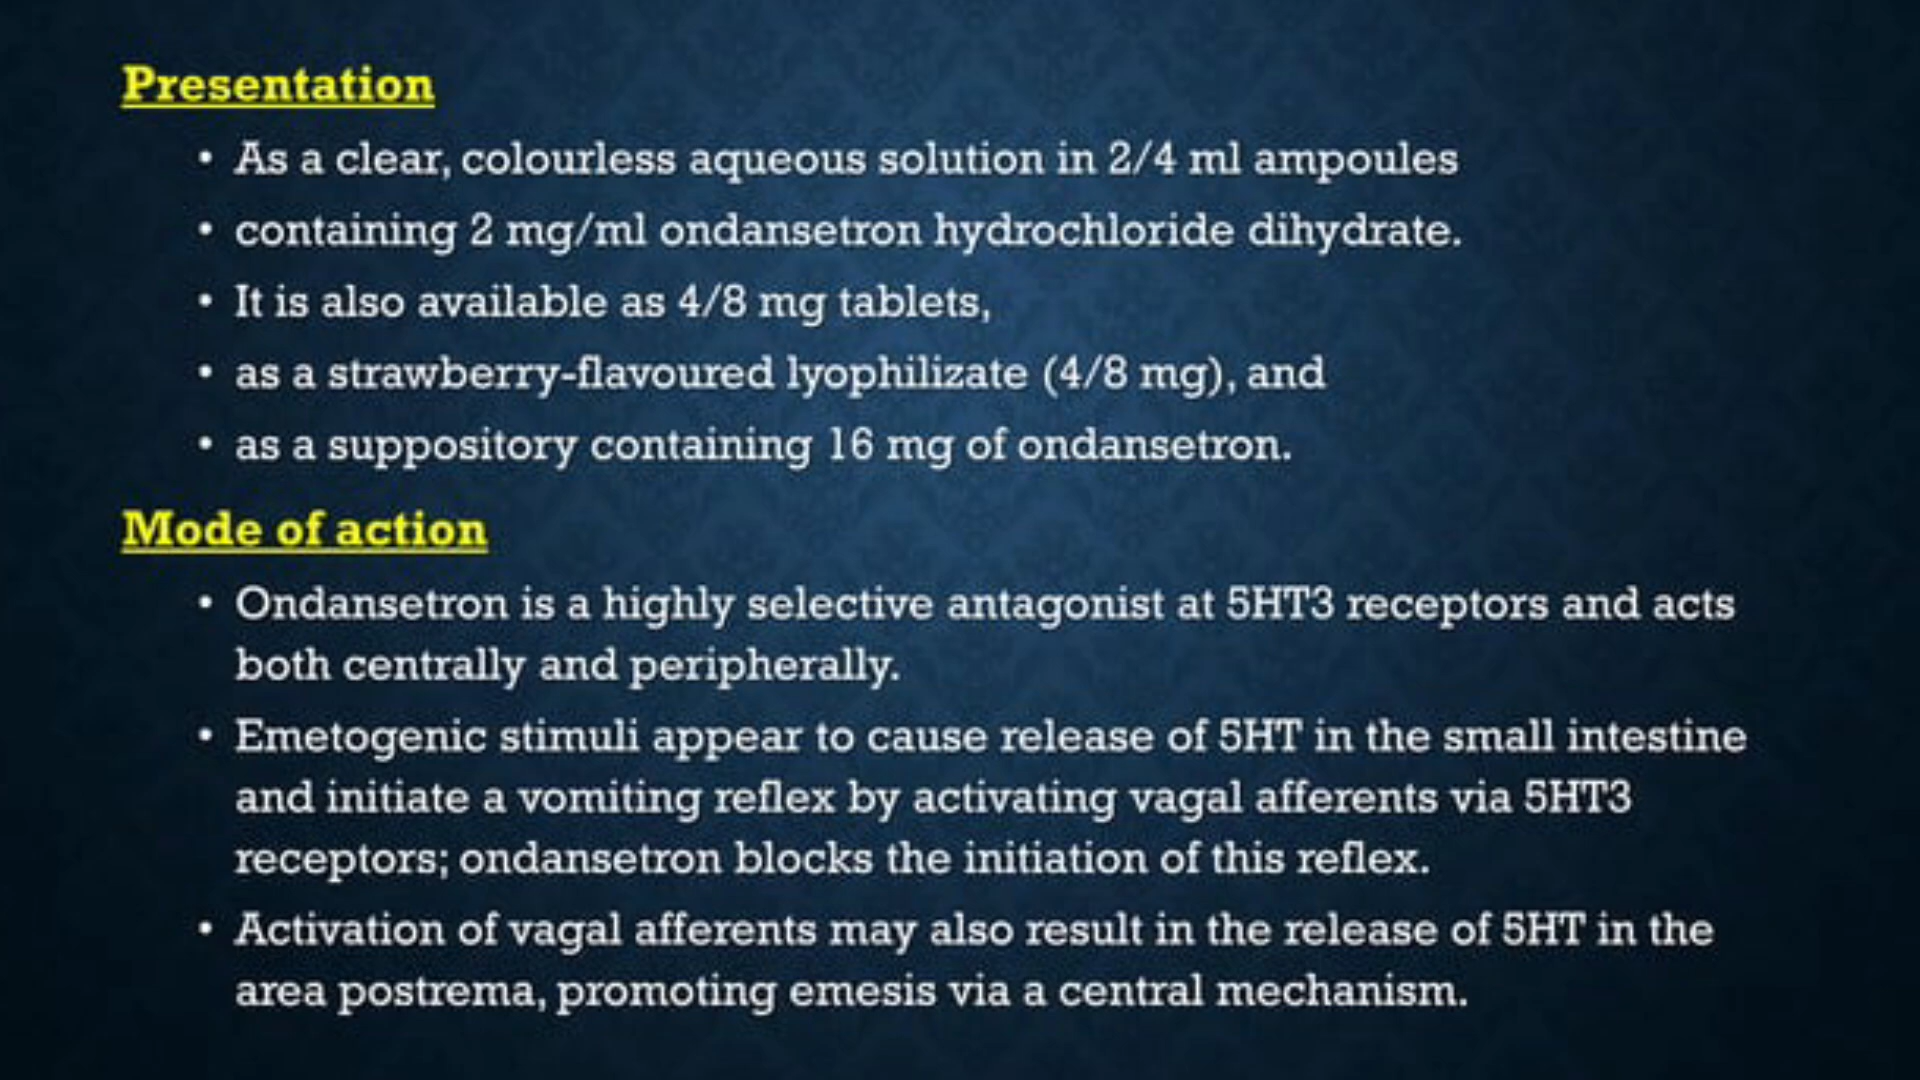 Presentation
• As a clear, colourless aqueous solution in 2/4 ml ampoules
• containing 2 mg/ml ondansetron hydrochloride dihydrate.
• It is also available as 4/8 mg tablets,
• as a strawberry-flavoured lyophilizate (4/8 mg), and
• as a suppository containing 16 mg of ondansetron.
Mode of action
• Ondansetron is a highly selective antagonist at 5HT3 receptors and acts
both centrally and peripherally.
• Emetogenic stimuli appear to cause release of 5HT in the small intestine
and initiate a vomiting reflex by activating vagal afferents via 5HT3
receptors; ondansetron blocks the initiation of this reflex.
• Activation of vagal afferents may also result in the release of 5HT in the
area postrema, promoting emesis via a central mechanism.